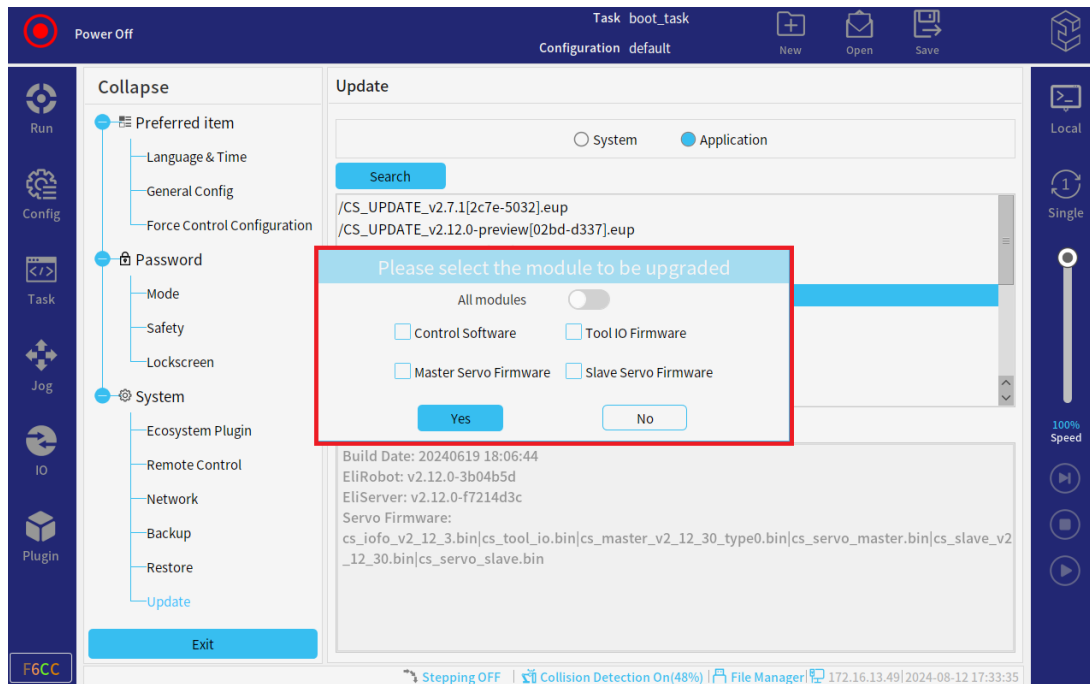 Power Off
Task boot_task
Configuration default
New
Open
Save
Run
Config
Task
Jog
IO
Plugin
F6CC
Collapse
Preferred item
Language & Time
General Config
Force Control Configuration
Password
Mode
Safety
Lockscreen
System
Ecosystem Plugin
Remote Control
Network
Backup
Restore
Update
Exit
Update
System Application
Search
/CS_UPDATE_v2.7.1[2c7e-5032].eup
/CS_UPDATE_v2.12.0-preview[02bd-d337].eup
Please select the module to be upgraded
All modules
Control Software Tool IO Firmware
Master Servo Firmware Slave Servo Firmware
Yes No
Build Date: 20240619 18:06:44
EliRobot: v2.12.0-3b04b5d
EliServer: v2.12.0-f7214d3c
Servo Firmware:
cs_iofo_v2_12_3.bin|cs_tool_io.bin|cs_master_v2_12_30_type0.bin|cs_servo_master.bin|cs_slave_v2
_12_30.bin|cs_servo_slave.bin
Local
1
Single
100%
Speed
Stepping OFF | Collision Detection On(48%) | File Manager| 172.16.13.49|2024-08-12 17:33:35